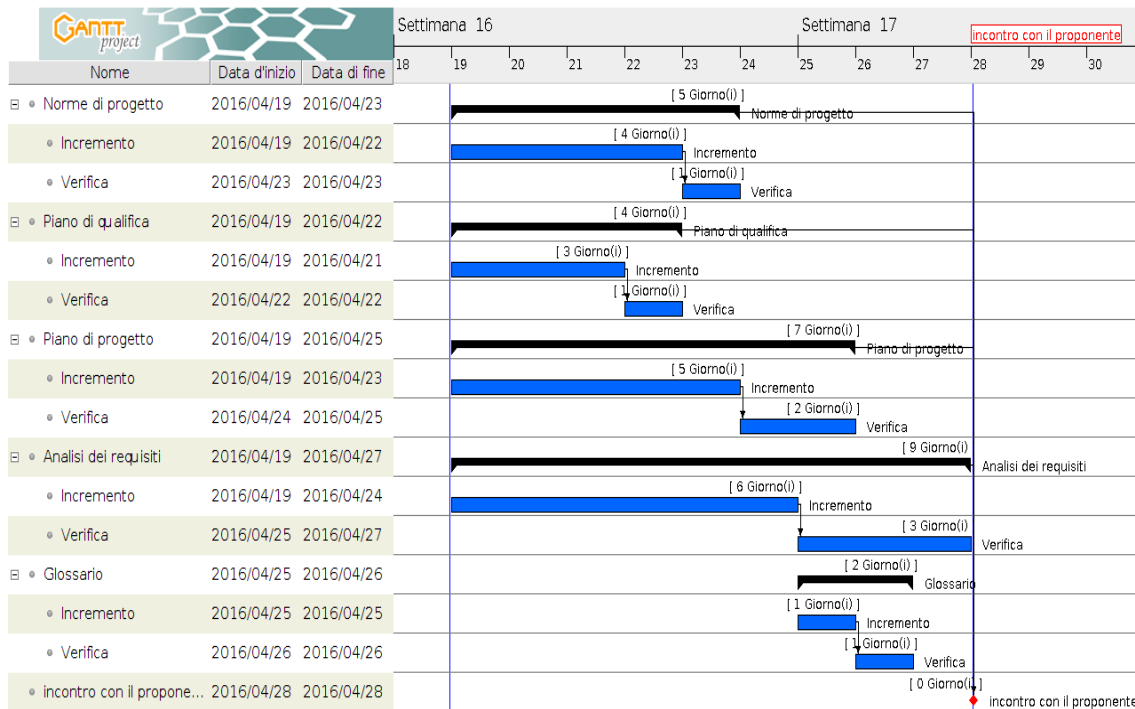 GANTT
project
Settimana 16
Settimana 17
incontro con il proponente
Nome Data d'inizio Data di fine
18 19 20 21 22 23 24 25 26 27 28 29 30
Norme di progetto 2016/04/19 2016/04/23
[ 5 Giorno(i) ]
Norme di progetto
Incremento 2016/04/19 2016/04/22
[ 4 Giorno(i) ]
Incremento
Verifica 2016/04/23 2016/04/23
[ 1 Giorno(i) ]
Verifica
Piano di qualifica 2016/04/19 2016/04/22
[ 4 Giorno(i) ]
Piano di qualifica
Incremento 2016/04/19 2016/04/21
[ 3 Giorno(i) ]
Incremento
Verifica 2016/04/22 2016/04/22
[ 1 Giorno(i) ]
Verifica
Piano di progetto 2016/04/19 2016/04/25
[ 7 Giorno(i) ]
Piano di progetto
Incremento 2016/04/19 2016/04/23
[ 5 Giorno(i) ]
Incremento
Verifica 2016/04/24 2016/04/25
[ 2 Giorno(i) ]
Verifica
Analisi dei requisiti 2016/04/19 2016/04/27
[ 9 Giorno(i)
Analisi dei requisiti
Incremento 2016/04/19 2016/04/24
[ 6 Giorno(i) ]
Incremento
Verifica 2016/04/25 2016/04/27
[ 3 Giorno(i)
Verifica
Glossario 2016/04/25 2016/04/26
[ 2 Giorno(i) ]
Glossario
Incremento 2016/04/25 2016/04/25
[ 1 Giorno(i) ]
Incremento
Verifica 2016/04/26 2016/04/26
[ 1 Giorno(i) ]
Verifica
incontro con il propone... 2016/04/28 2016/04/28
[ 0 Giorno(i) ]
incontro con il proponente